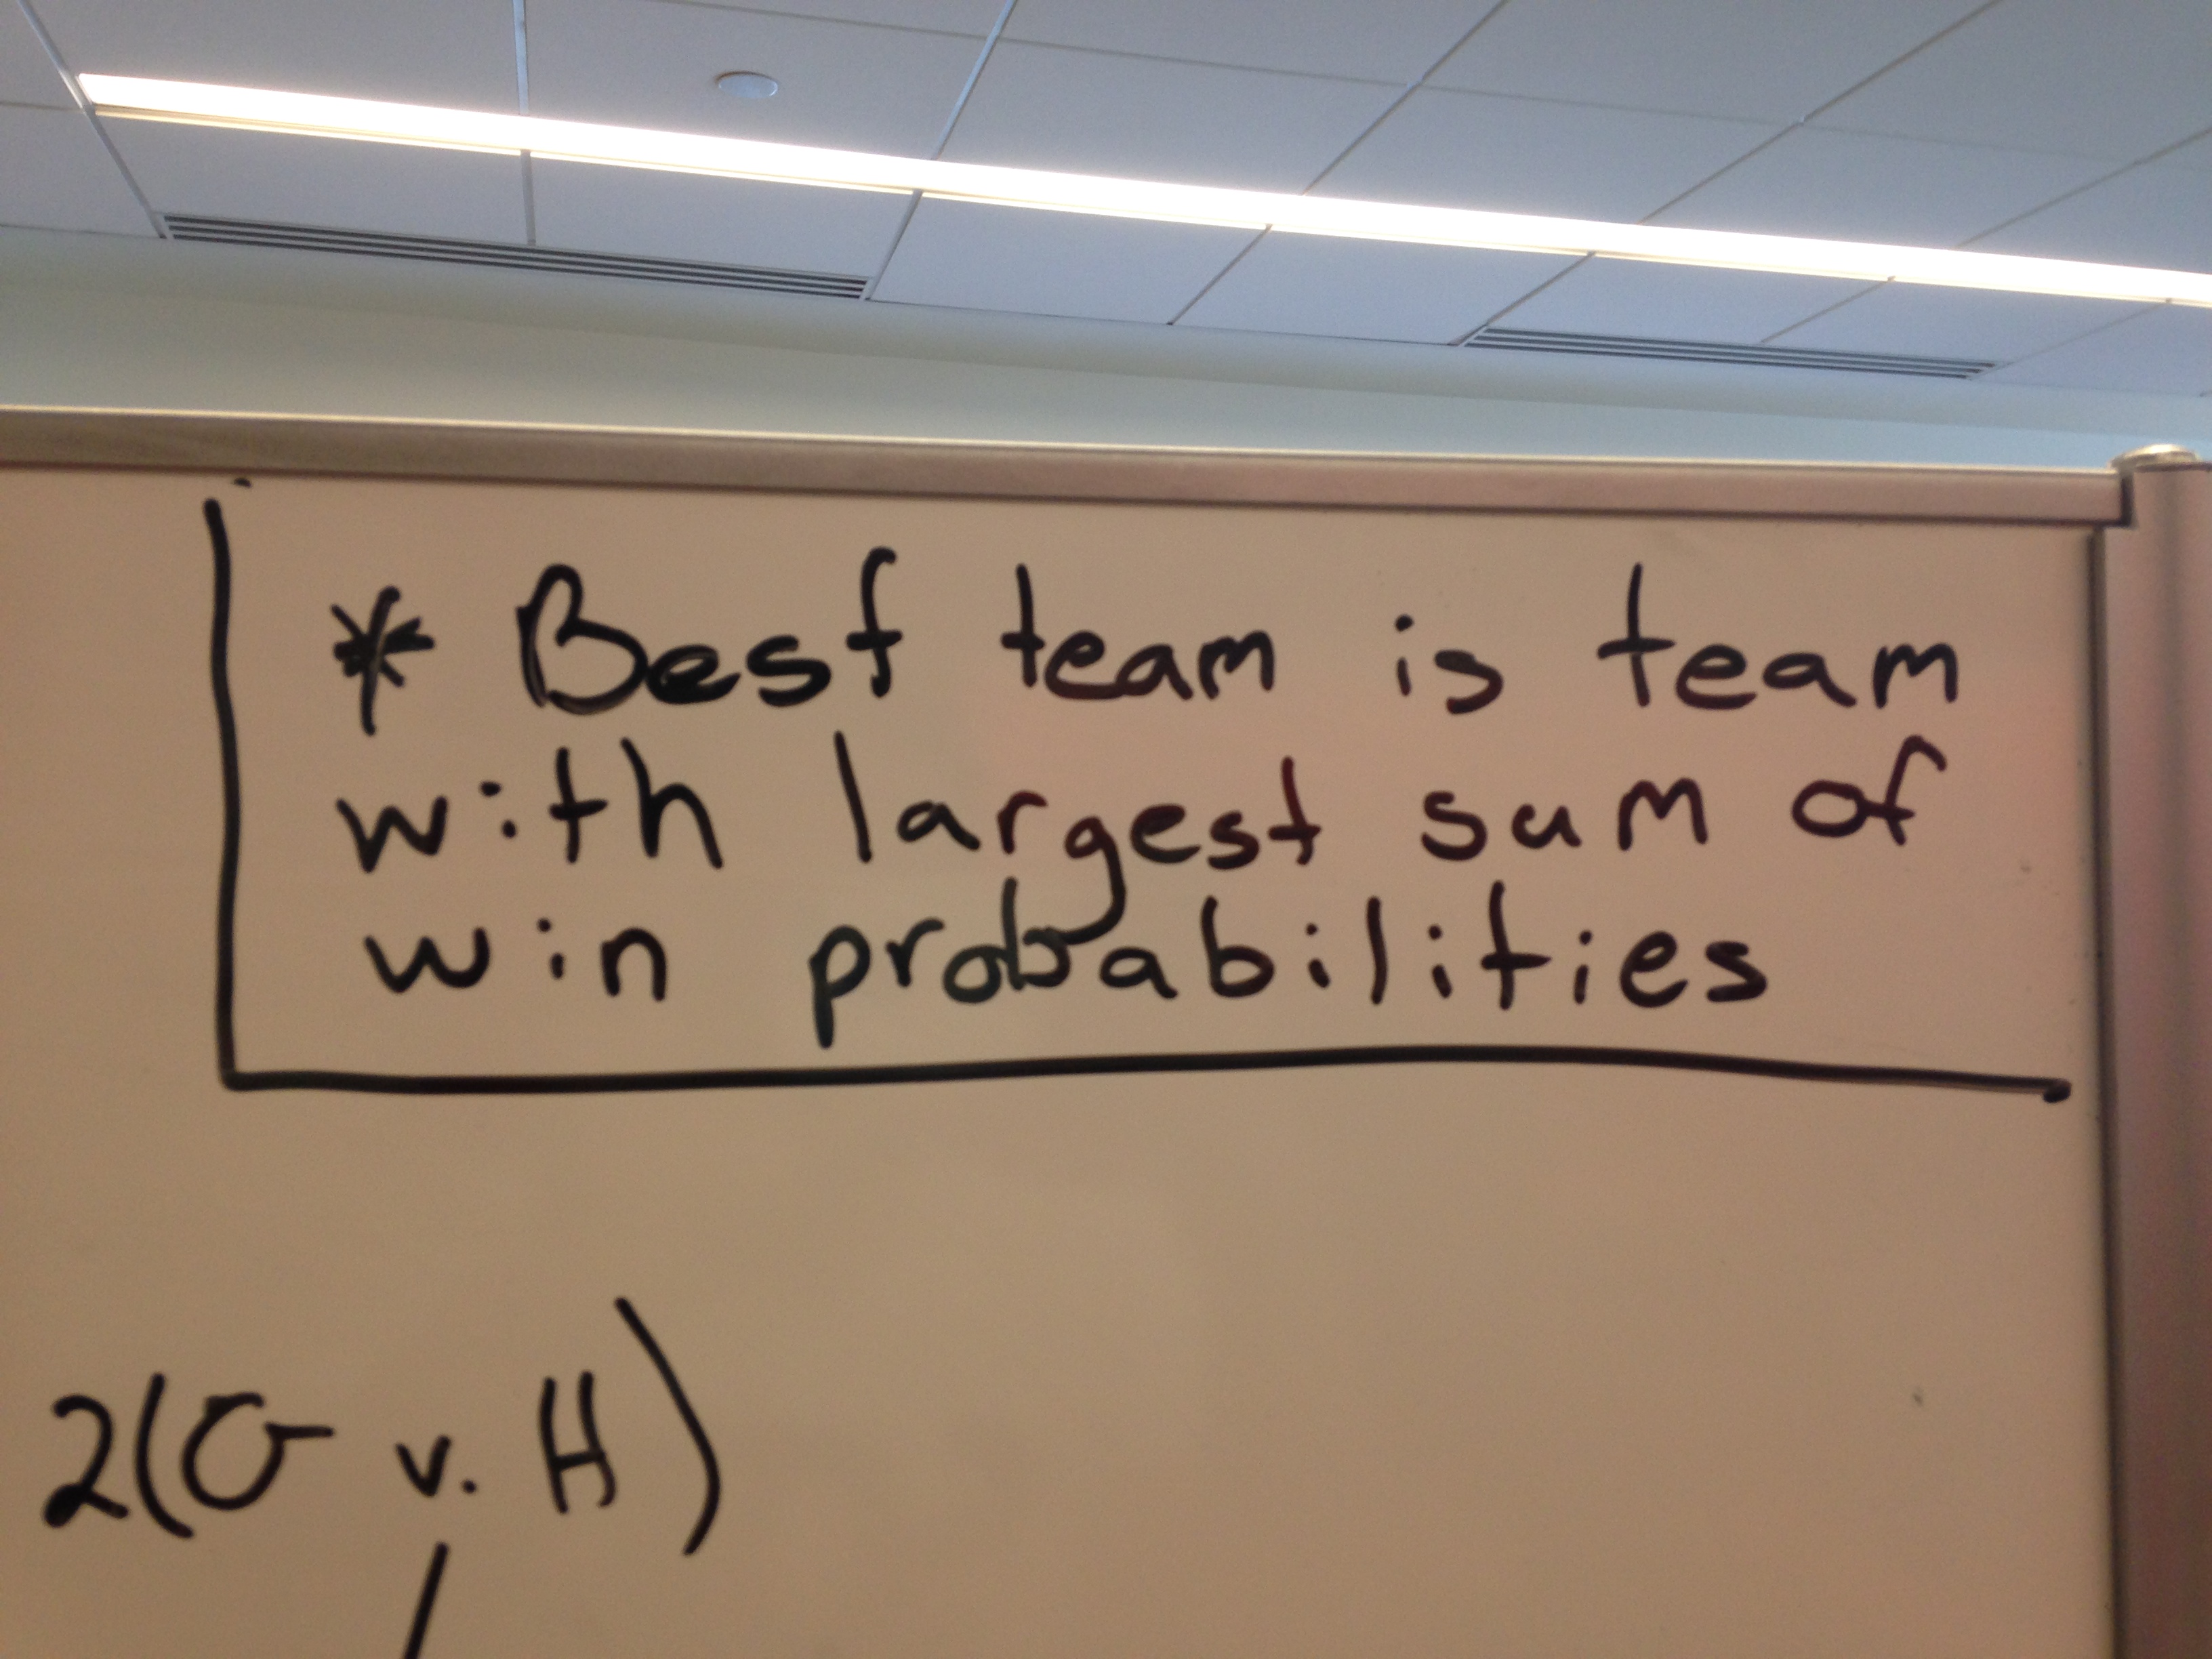 * Best team is team
with largest sum of
win probabilities
2(σ v. H)